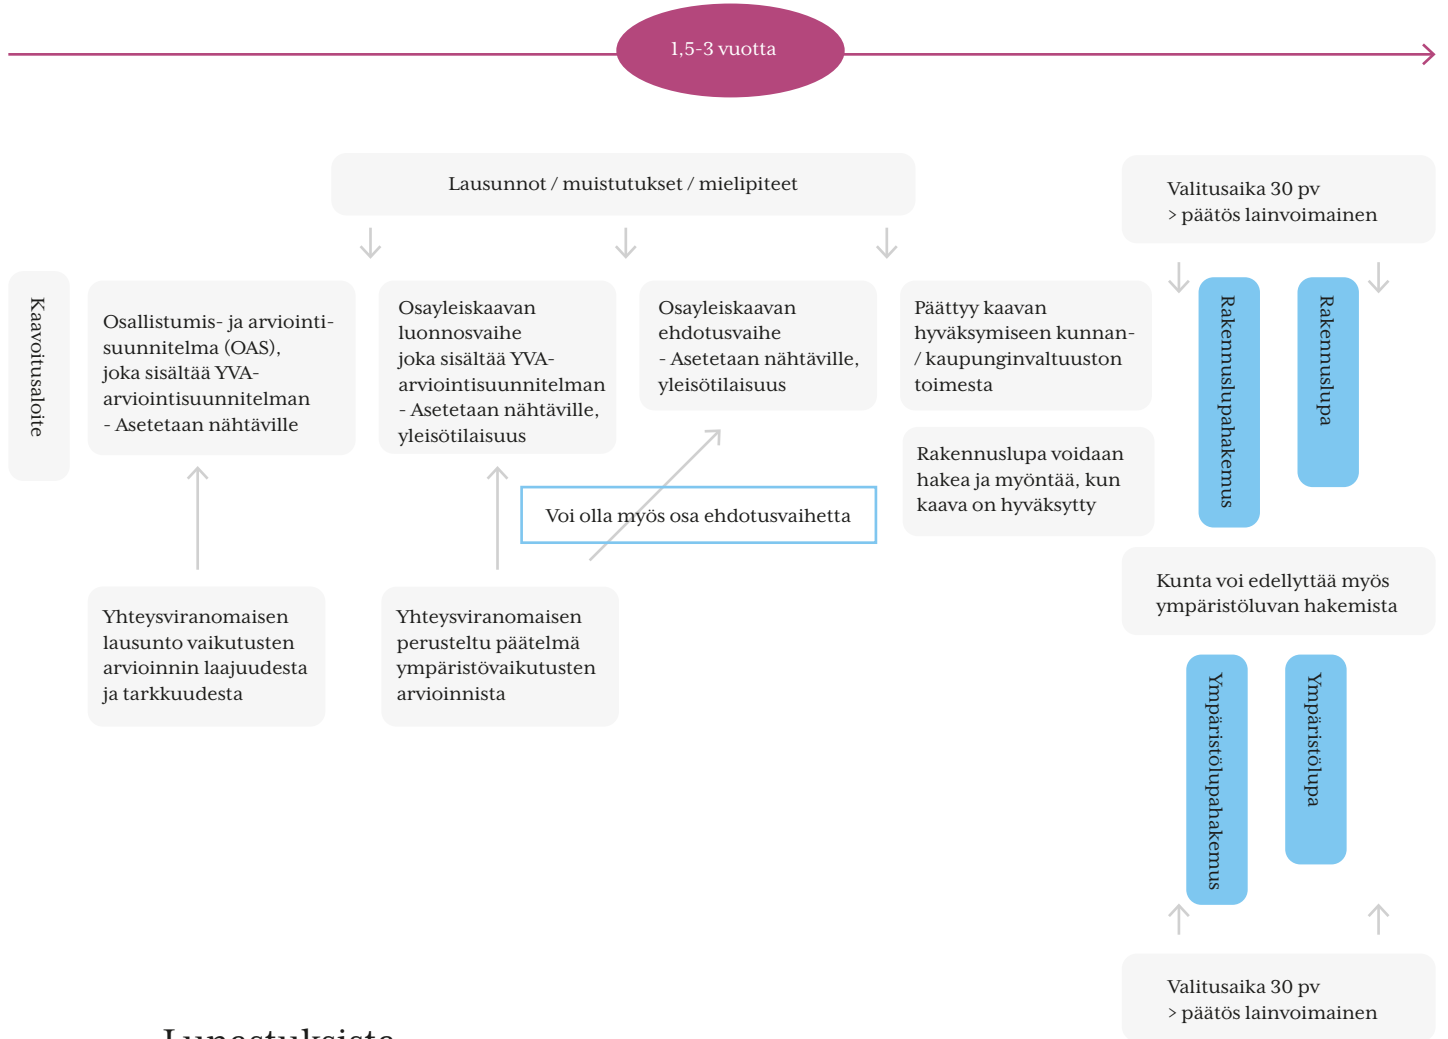 1,5-3 vuotta
Lausunnot / muistutukset / mielipiteet
Valitusaika 30 pv
> päätös lainvoimainen
Kaavoitusaloite
Osallistumis- ja arviointi-
suunnitelma (OAS),
joka sisältää YVA-
arviointisuunnitelman
- Asetetaan nähtäville
Osayleiskaavan
luonnosvaihe
joka sisältää YVA-
arviointisuunnitelman
- Asetetaan nähtäville,
yleisötilaisuus
Osayleiskaavan
ehdotusvaihe
- Asetetaan nähtäville,
yleisötilaisuus
Päättyy kaavan
hyväksymiseen kunnan-
/ kaupunginvaltuuston
toimesta
Rakennuslupa voidaan
hakea ja myöntää, kun
kaava on hyväksytty
Rakennuslupahakemus
Rakennuslupa
Voi olla myös osa ehdotusvaihetta
Yhteysviranomaisen
lausunto vaikutusten
arvioinnin laajuudesta
ja tarkkuudesta
Yhteysviranomaisen
perusteltu päätelmä
ympäristövaikutusten
arvioinnista
Kunta voi edellyttää myös
ympäristöluvan hakemista
Ympäristölupahakemus
Ympäristölupa
Valitusaika 30 pv
> päätös lainvoimainen